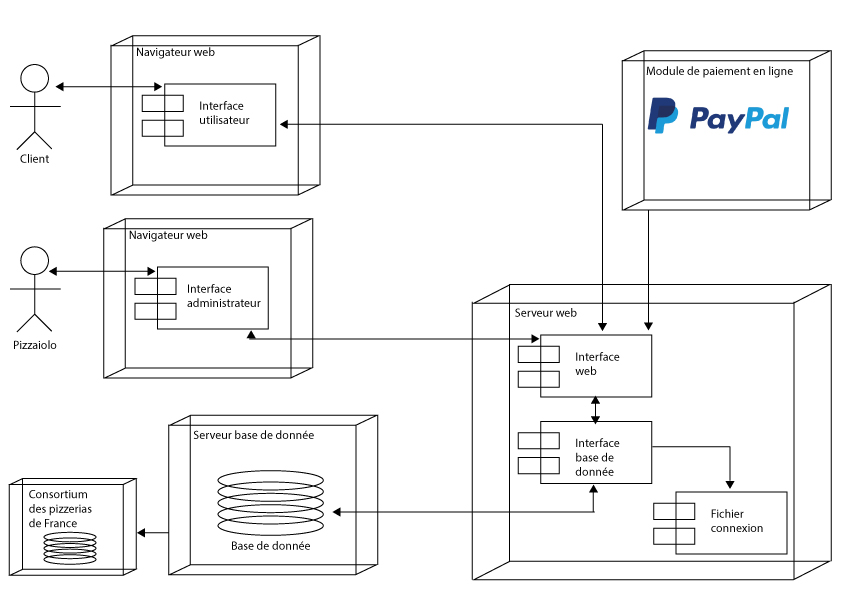 Navigateur web
Interface
utilisateur
Client
Module de paiement en ligne
PayPal
Navigateur web
Interface
administrateur
Pizzaiolo
Serveur web
Interface
web
Interface
base de
donnée
Fichier
connexion
Serveur base de donnée
Base de donnée
Consortium
des pizzerias
de France